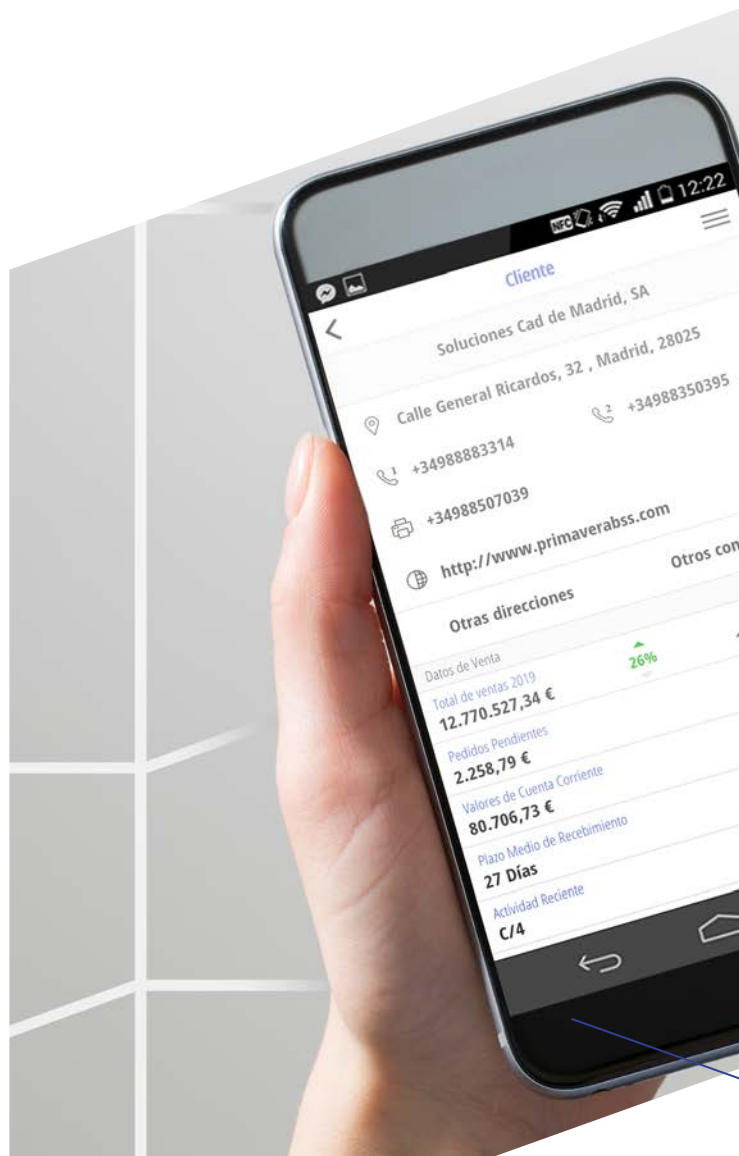 NFC 12:22
Cliente
Soluciones Cad de Madrid, SA
Calle General Ricardos, 32 , Madrid, 28025
1 +34988883314
2 +34988350395
+34988507039
http://www.primaverabss.com
Otras direcciones
Otros con
Datos de Venta
Total de ventas 2019
12.770.527,34 €
26%
Pedidos Pendientes
2.258,79 €
Valores de Cuenta Corriente
80.706,73 €
Plazo Medio de Recebimiento
27 Días
Actividad Reciente
C/4